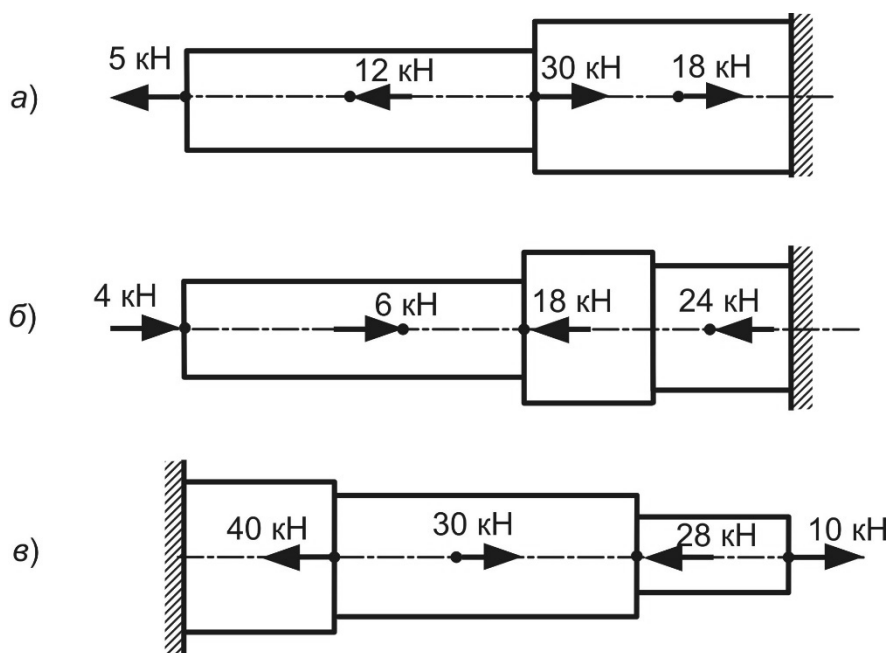 а)
5 кН
12 кН
30 кН
18 кН
б)
4 кН
6 кН
18 кН
24 кН
в)
40 кН
30 кН
28 кН
10 кН